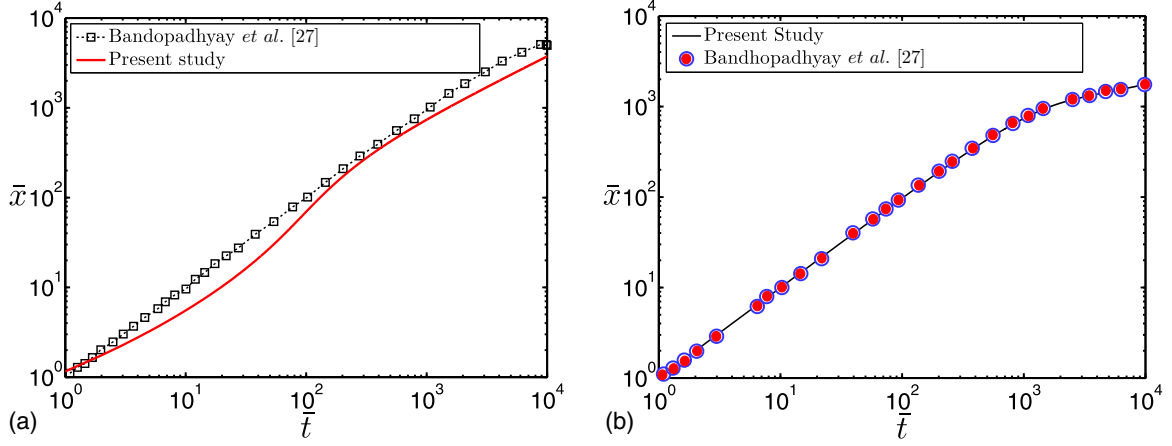 Bandopadhyay et al. [27]
Present study
10^4
10^3
10^2
10^1
10^0
x̄
10^0 10^1 10^2 10^3 10^4
t̄
(a)
Present Study
Bandhopadhyay et al. [27]
10^4
10^3
10^2
10^1
10^0
x̄
10^0 10^1 10^2 10^3 10^4
t̄
(b)